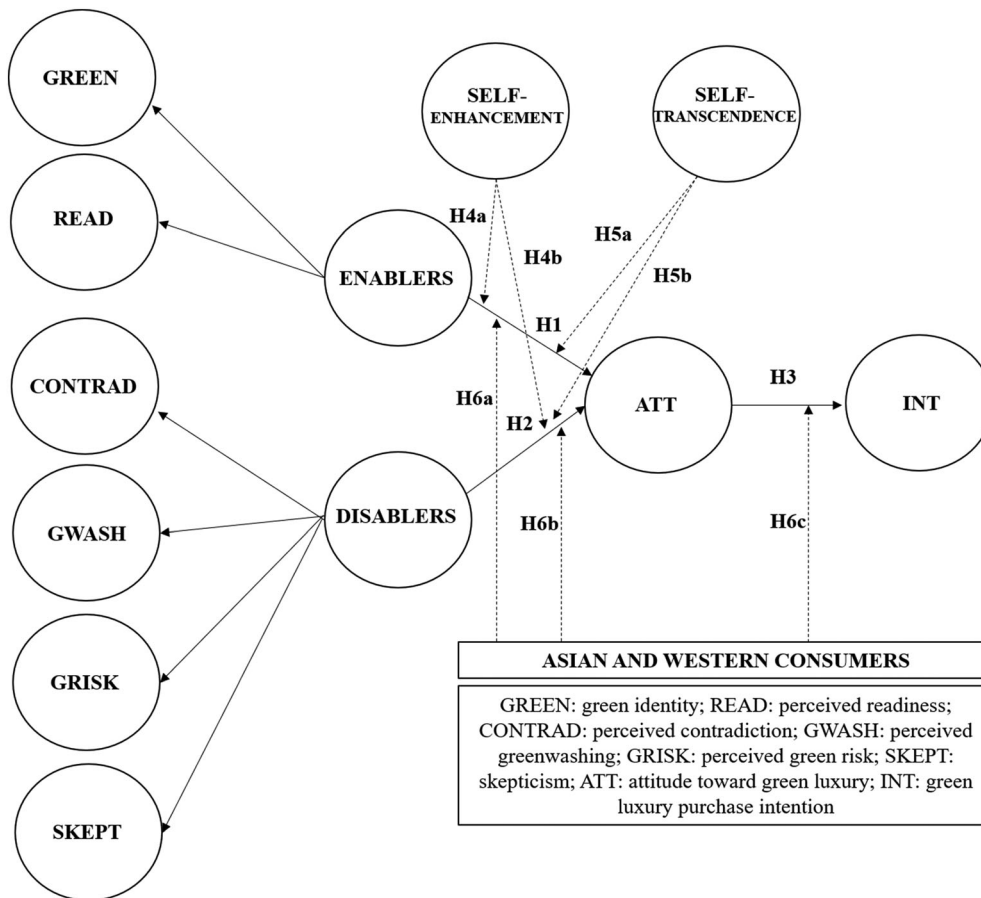 GREEN
SELF-
ENHANCEMENT
SELF-
TRANSCENDENCE
READ
H4a
H4b
H5a
H5b
ENABLERS
H1
CONTRAD
H6a
H2
ATT
H3
INT
GWASH
DISABLERS
H6b
H6c
GRISK
ASIAN AND WESTERN CONSUMERS
GREEN: green identity; READ: perceived readiness;
CONTRAD: perceived contradiction; GWASH: perceived
greenwashing; GRISK: perceived green risk; SKEPT:
skepticism; ATT: attitude toward green luxury; INT: green
luxury purchase intention
SKEPT